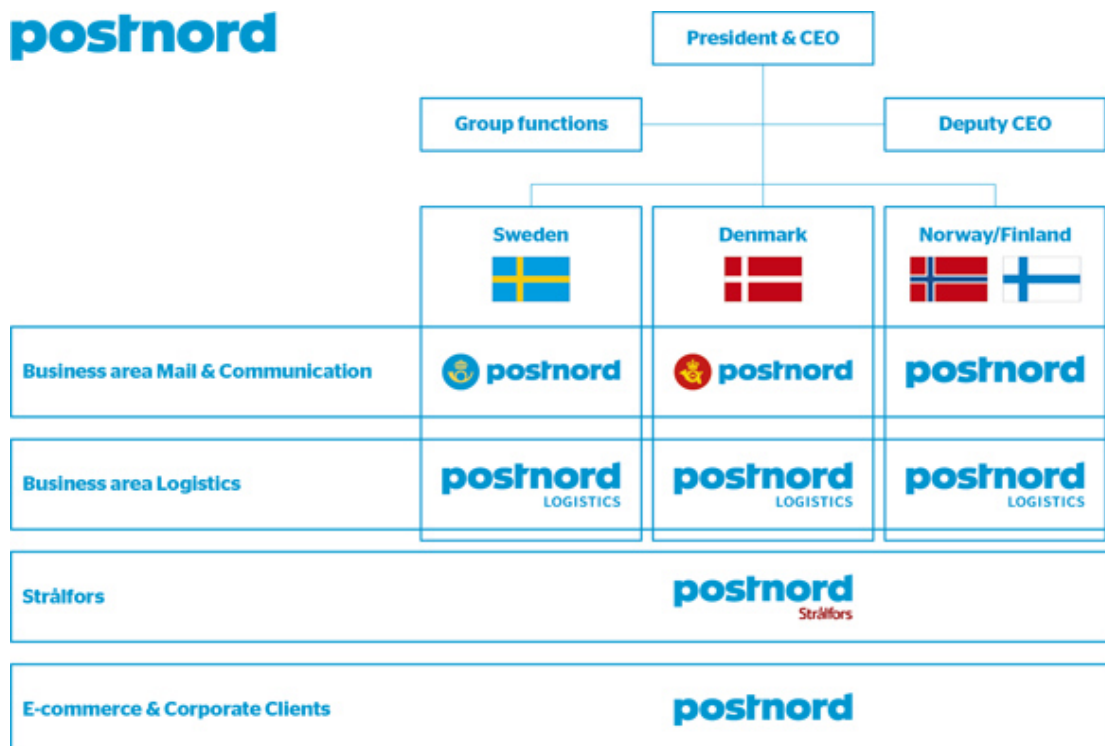 postnord
President & CEO
Group functions
Deputy CEO
Sweden
Denmark
Norway/Finland
Business area Mail & Communication
postnord
postnord
postnord
Business area Logistics
postnord
LOGISTICS
postnord
LOGISTICS
postnord
LOGISTICS
Strålfors
postnord
Strålfors
E-commerce & Corporate Clients
postnord